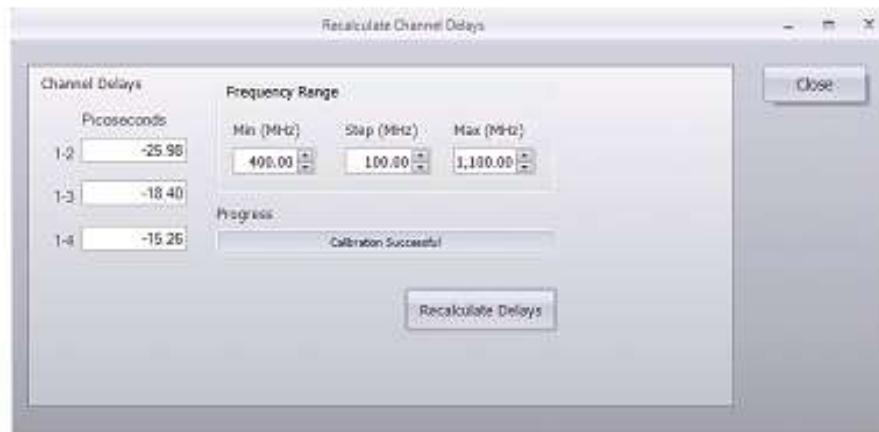 Recalculate Channel Delays
Close
Channel Delays
Frequency Range
Picoseconds
Min (MHz) Step (MHz) Max (MHz)
1-2 -25.98
400.00 100.00 1,100.00
1-3 -18.40
Progress
1-4 -15.26
Calibration Successful
Recalculate Delays